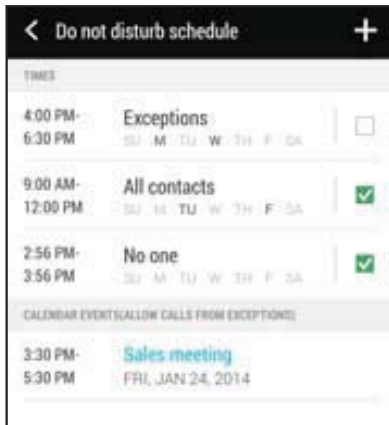 Do not disturb schedule
TIMES
4:00 PM- Exceptions
6:30 PM SU M TU W TH F SA
9:00 AM- All contacts
12:00 PM SU M TU W TH F SA
2:56 PM- No one
3:56 PM SU M TU W TH F SA
CALENDAR EVENTS(ALLOW CALLS FROM EXCEPTIONS)
3:30 PM- Sales meeting
5:30 PM FRI, JAN 24, 2014